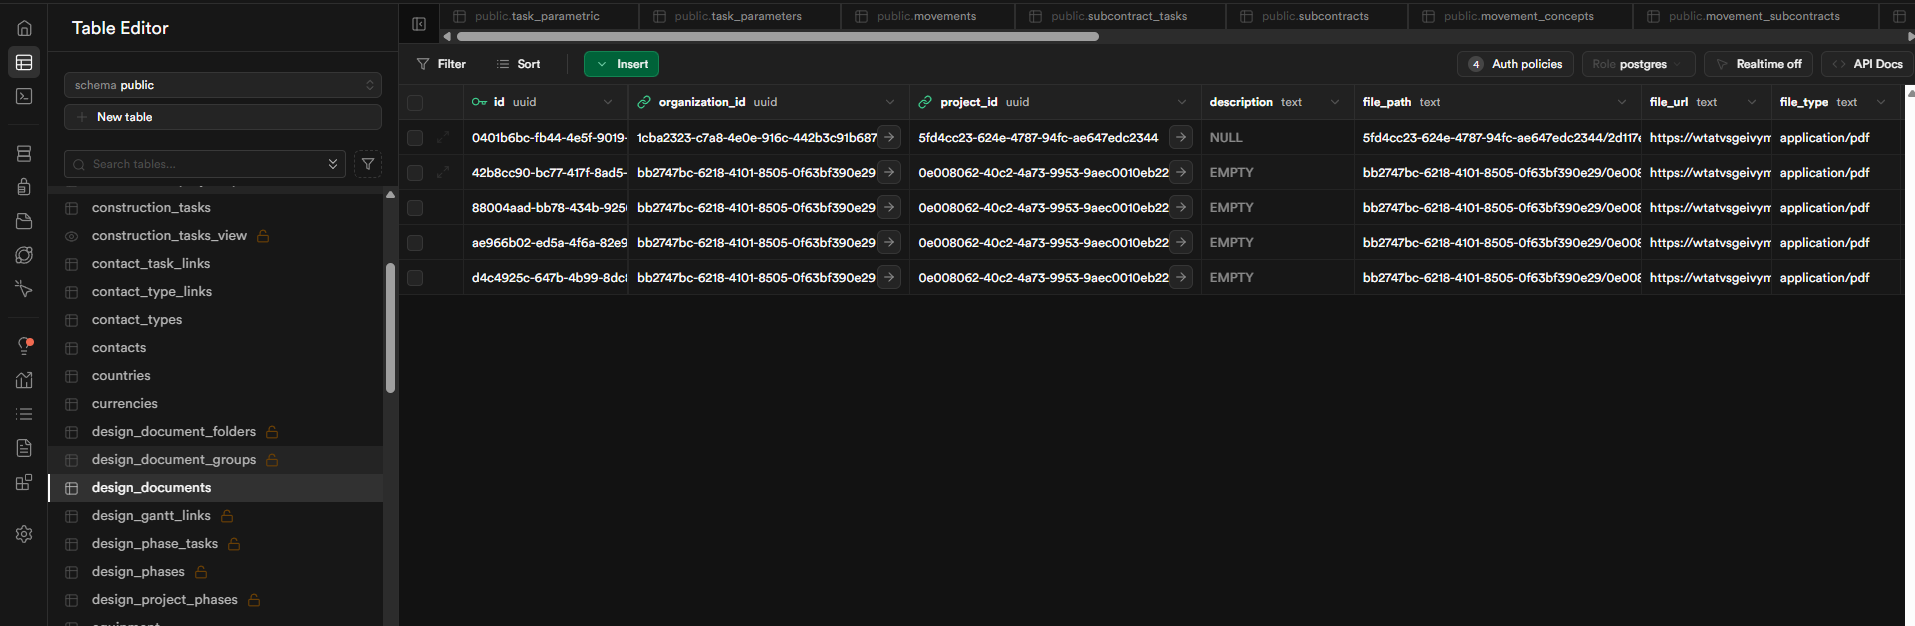 Table Editor
public.task_parametric
public.task_parameters
public.movements
public.subcontract_tasks
public.subcontracts
public.movement_concepts
public.movement_subcontracts
Filter
Sort
Insert
4 Auth policies
Role postgres
Realtime off
API Docs
schema public
New table
Search tables...
construction_tasks
construction_tasks_view
contact_task_links
contact_type_links
contact_types
contacts
countries
currencies
design_document_folders
design_document_groups
design_documents
design_gantt_links
design_phase_tasks
design_phases
design_project_phases
id uuid organization_id uuid project_id uuid description text file_path text file_url text file_type text
0401b6bc-fb44-4e5f-9019- 1cba2323-c7a8-4e0e-916c-442b3c91b687 5fd4cc23-624e-4787-94fc-ae647edc2344 NULL 5fd4cc23-624e-4787-94fc-ae647edc2344/2d117 https://wtatvsgeivym application/pdf
42b8cc90-bc77-417f-8ad5- bb2747bc-6218-4101-8505-0f63bf390e29 0e008062-40c2-4a73-9953-9aec0010eb22 EMPTY bb2747bc-6218-4101-8505-0f63bf390e29/0e008 https://wtatvsgeivym application/pdf
88004aad-bb78-434b-925 bb2747bc-6218-4101-8505-0f63bf390e29 0e008062-40c2-4a73-9953-9aec0010eb22 EMPTY bb2747bc-6218-4101-8505-0f63bf390e29/0e008 https://wtatvsgeivym application/pdf
ae966b02-ed5a-4f6a-82e9 bb2747bc-6218-4101-8505-0f63bf390e29 0e008062-40c2-4a73-9953-9aec0010eb22 EMPTY bb2747bc-6218-4101-8505-0f63bf390e29/0e008 https://wtatvsgeivym application/pdf
d4c4925c-647b-4b99-8dc bb2747bc-6218-4101-8505-0f63bf390e29 0e008062-40c2-4a73-9953-9aec0010eb22 EMPTY bb2747bc-6218-4101-8505-0f63bf390e29/0e008 https://wtatvsgeivym application/pdf